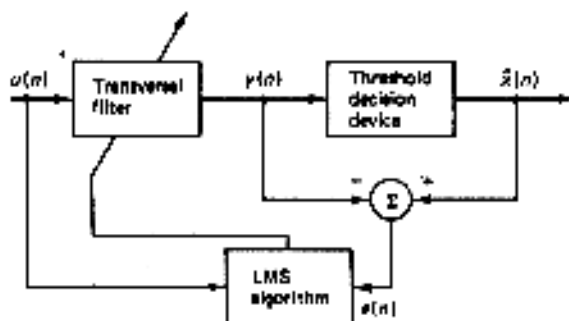 u(n)
Transversal
filter
y(n)
Threshold
decision
device
x̂(n)
−
+
Σ
LMS
algorithm
e(n)